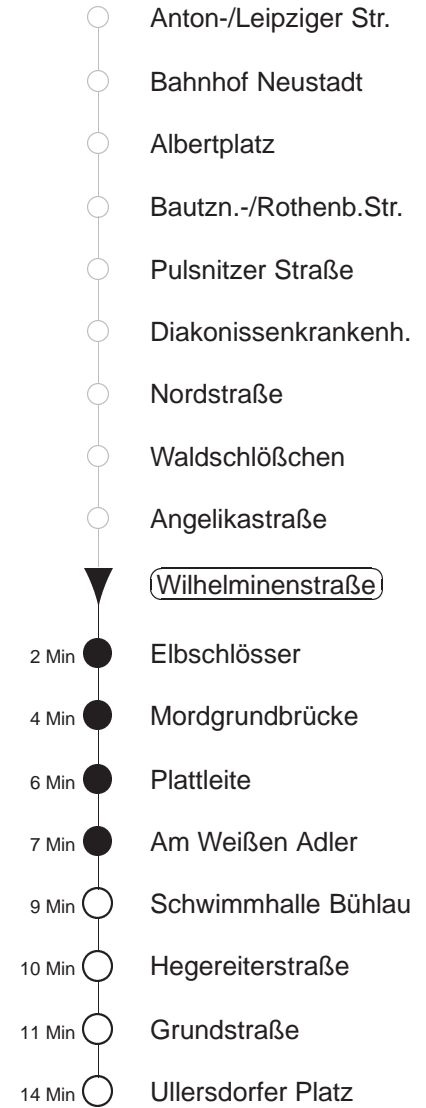 Anton-/Leipziger Str.
Bahnhof Neustadt
Albertplatz
Bautzn.-/Rothenb.Str.
Pulsnitzer Straße
Diakonissenkrankenh.
Nordstraße
Waldschlößchen
Angelikastraße
Wilhelminenstraße
2 Min Elbschlösser
4 Min Mordgrundbrücke
6 Min Plattleite
7 Min Am Weißen Adler
9 Min Schwimmhalle Bühlau
10 Min Hegereiterstraße
11 Min Grundstraße
14 Min Ullersdorfer Platz